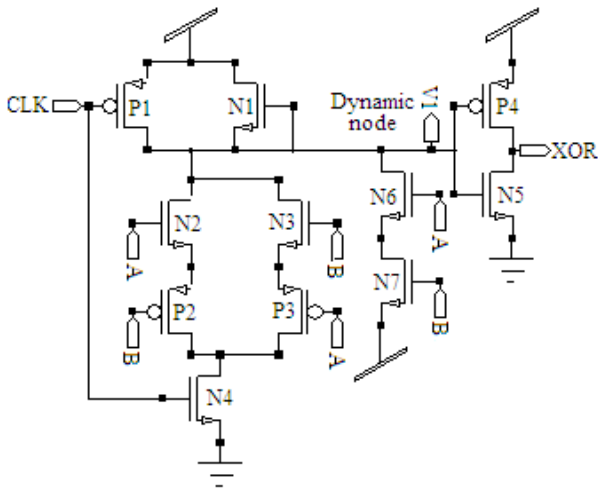 CLK
P1
N1
Dynamic
node
V1
P4
XOR
N2
N3
N6
N5
A
B
A
P2
P3
N7
B
A
B
N4